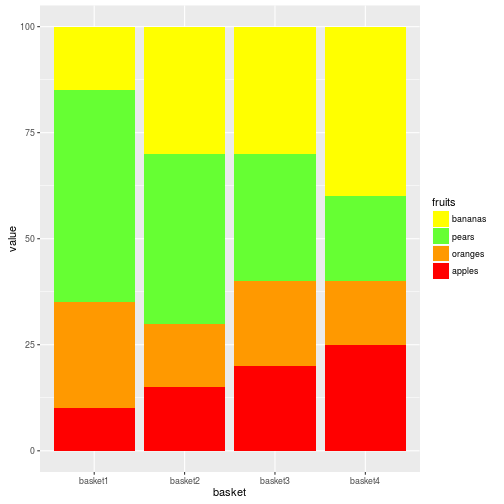 100
75
50
25
0
value
basket1 basket2 basket3 basket4
basket
fruits
bananas
pears
oranges
apples